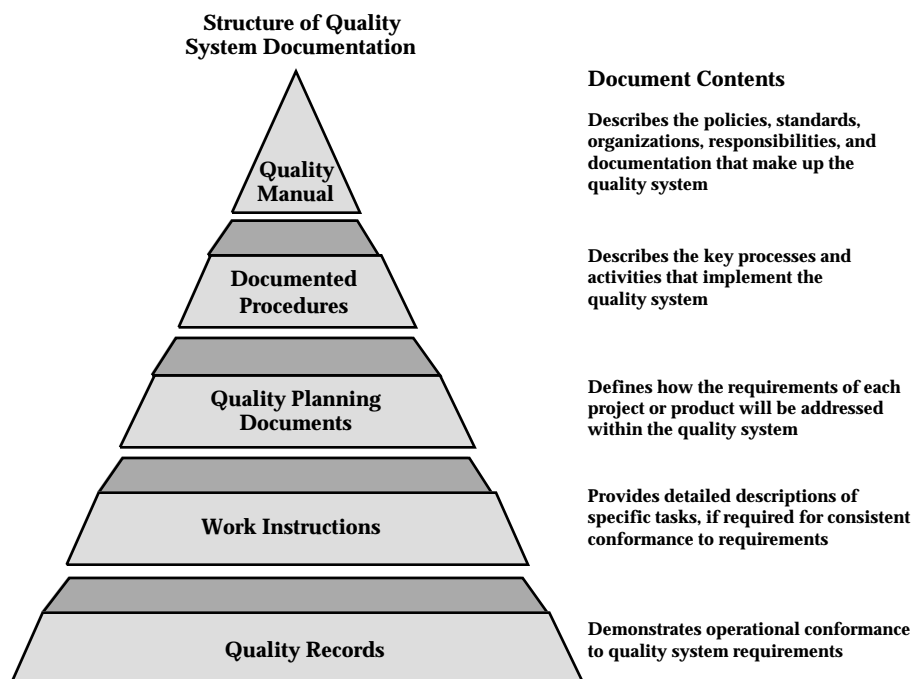 Structure of Quality
System Documentation
Quality
Manual
Documented
Procedures
Quality Planning
Documents
Work Instructions
Quality Records
Document Contents
Describes the policies, standards,
organizations, responsibilities, and
documentation that make up the
quality system
Describes the key processes and
activities that implement the
quality system
Defines how the requirements of each
project or product will be addressed
within the quality system
Provides detailed descriptions of
specific tasks, if required for consistent
conformance to requirements
Demonstrates operational conformance
to quality system requirements